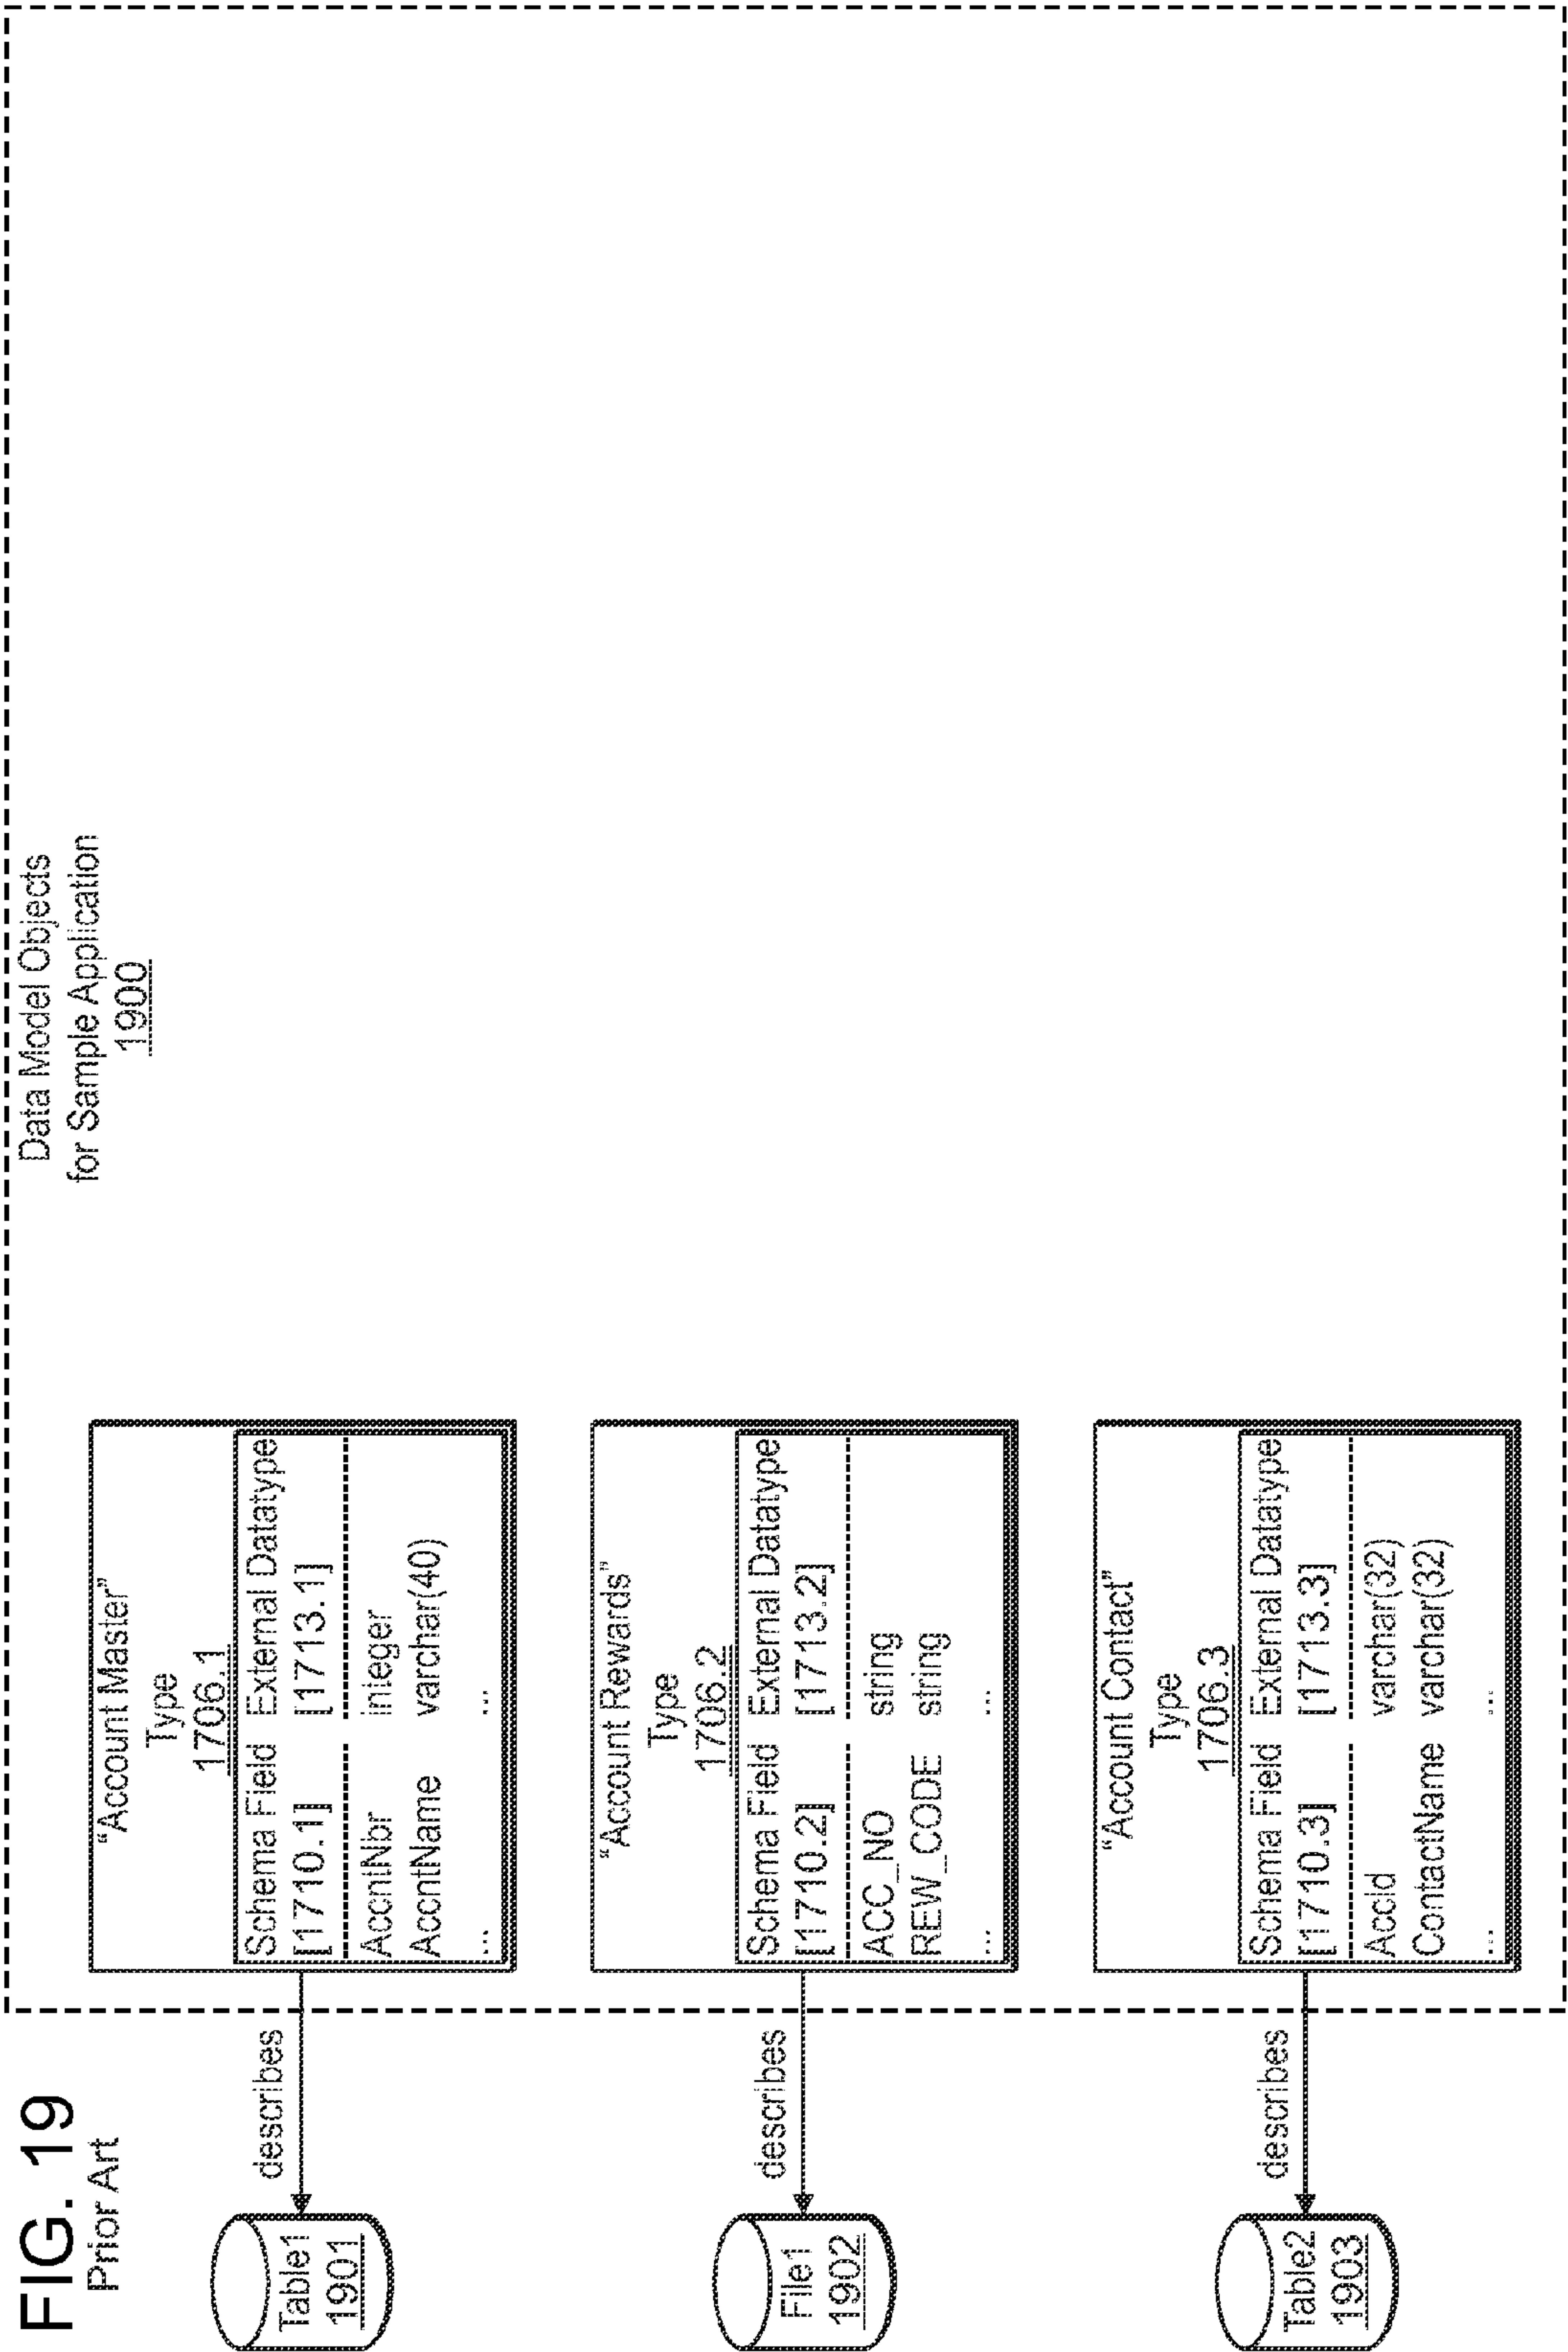 FIG. 19
Prior Art
Data Model Objects
for Sample Application
1900
Table1
1901
describes
"Account Master"
Type
1706.1
Schema Field External Datatype
[1710.1] [1713.1]
AccntNbr integer
AccntName varchar(40)
... ...
File1
1902
describes
"Account Rewards"
Type
1706.2
Schema Field External Datatype
[1710.2] [1713.2]
ACC_NO string
REW_CODE string
... ...
Table2
1903
describes
"Account Contact"
Type
1706.3
Schema Field External Datatype
[1710.3] [1713.3]
AccId varchar(32)
ContactName varchar(32)
... ...